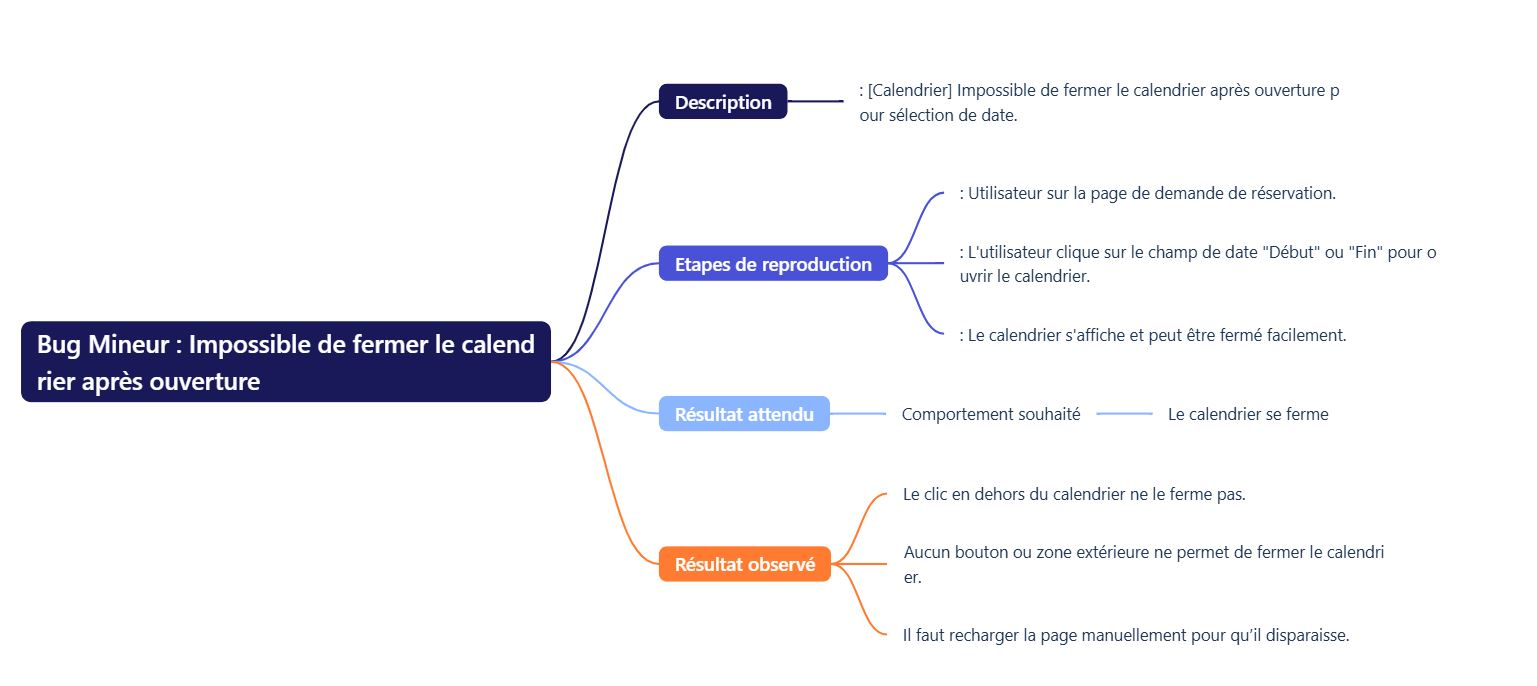 Bug Mineur : Impossible de fermer le calend
rier après ouverture
Description
: [Calendrier] Impossible de fermer le calendrier après ouverture p
our sélection de date.
Etapes de reproduction
: Utilisateur sur la page de demande de réservation.
: L'utilisateur clique sur le champ de date "Début" ou "Fin" pour o
uvrir le calendrier.
: Le calendrier s'affiche et peut être fermé facilement.
Résultat attendu
Comportement souhaité
Le calendrier se ferme
Résultat observé
Le clic en dehors du calendrier ne le ferme pas.
Aucun bouton ou zone extérieure ne permet de fermer le calendri
er.
Il faut recharger la page manuellement pour qu’il disparaisse.